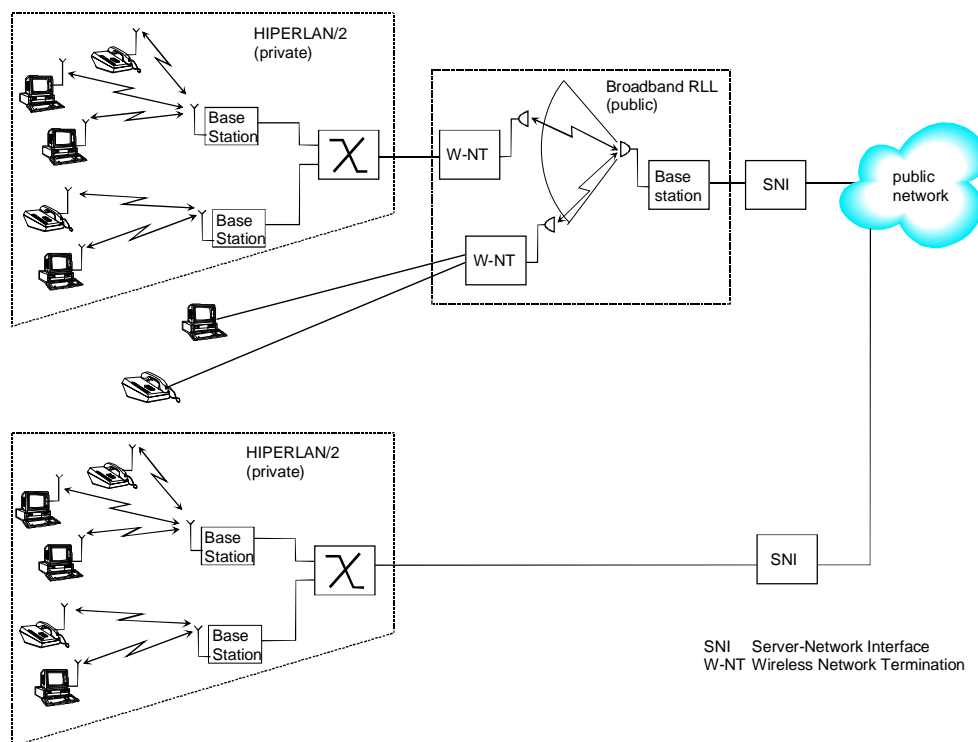 HIPERLAN/2
(private)
Base
Station
Base
Station
Broadband RLL
(public)
W-NT
W-NT
Base
station
SNI
public
network
HIPERLAN/2
(private)
Base
Station
Base
Station
SNI
SNI Server-Network Interface
W-NT Wireless Network Termination